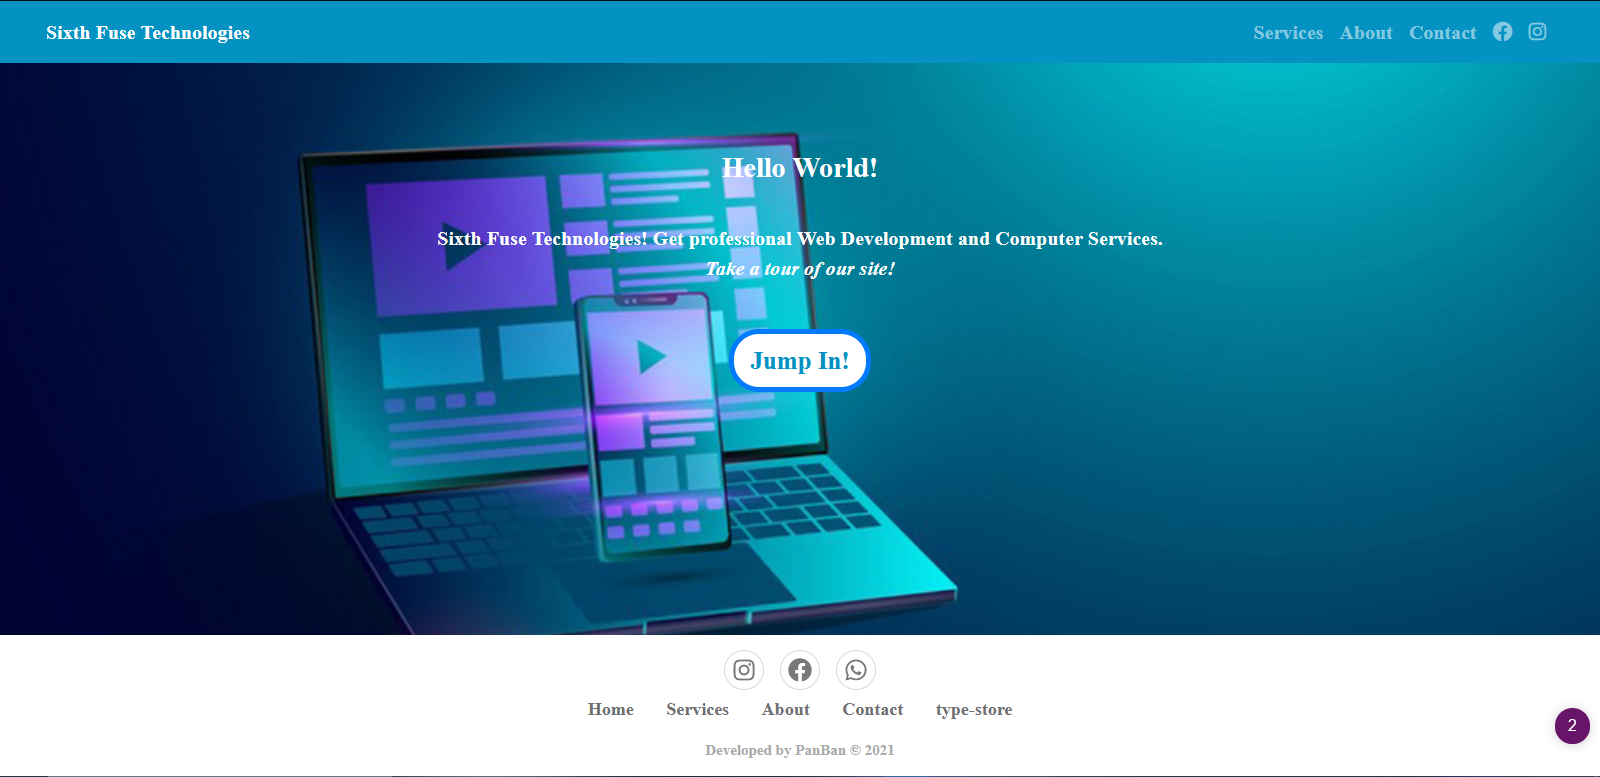 Sixth Fuse Technologies
Services About Contact
Hello World!
Sixth Fuse Technologies! Get professional Web Development and Computer Services.
Take a tour of our site!
Jump In!
Home Services About Contact type-store
Developed by PanBan © 2021
2